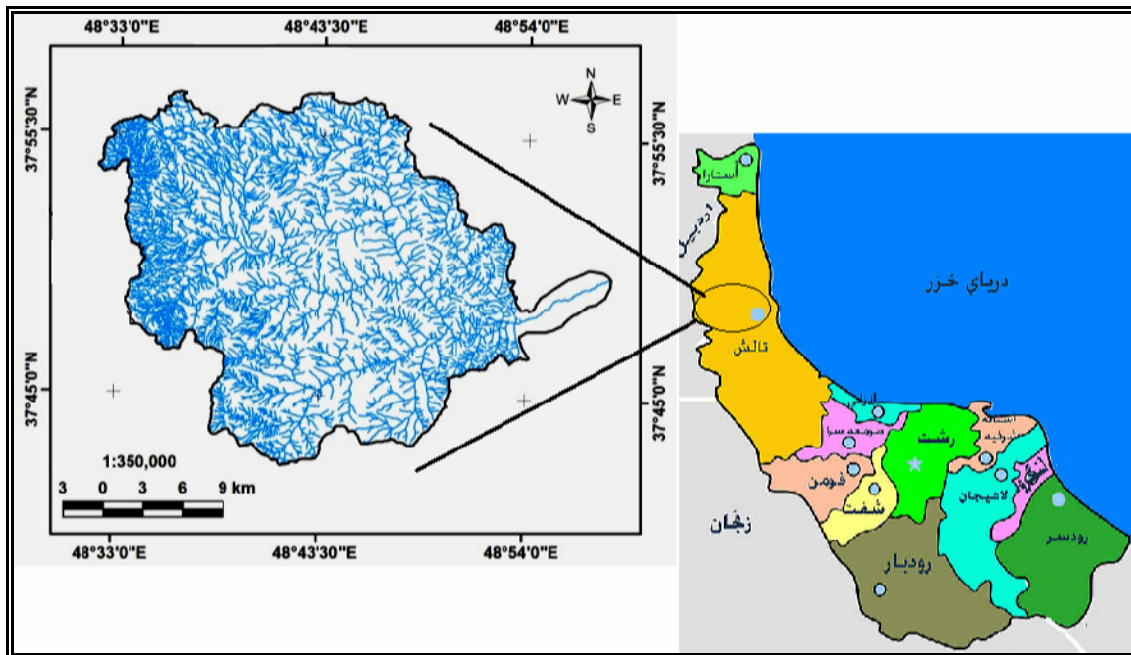 48°33'0"E 48°43'30"E 48°54'0"E
N
W E
S
37°55'30"N
37°55'30"N
37°45'0"N
37°45'0"N
1:350,000
3 0 3 6 9 km
48°33'0"E 48°43'30"E 48°54'0"E
آستارا
اردبیل
دریای خزر
تالش
صومعه سرا
رشت
آستانه
فومن
شفت
لاهیجان
زنجان
رودبار
رودسر